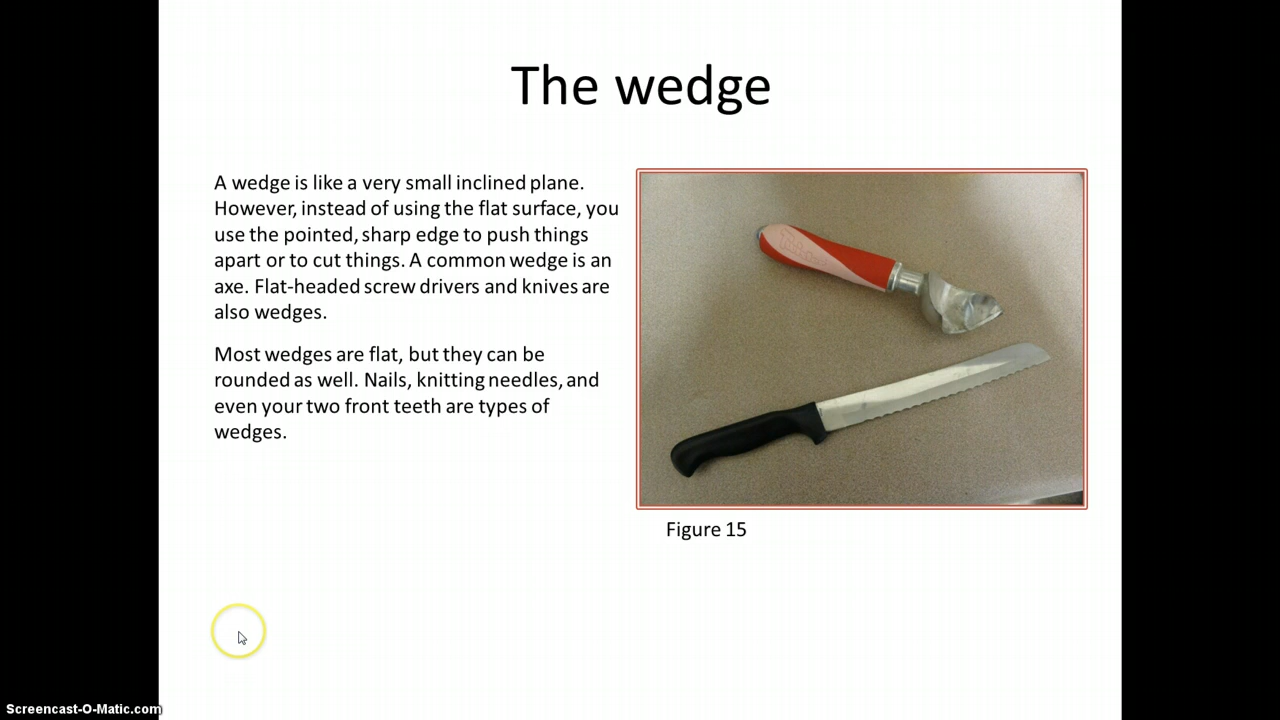 The wedge
A wedge is like a very small inclined plane.
However, instead of using the flat surface, you
use the pointed, sharp edge to push things
apart or to cut things. A common wedge is an
axe. Flat-headed screw drivers and knives are
also wedges.
Most wedges are flat, but they can be
rounded as well. Nails, knitting needles, and
even your two front teeth are types of
wedges.
Figure 15
Screencast-O-Matic.com